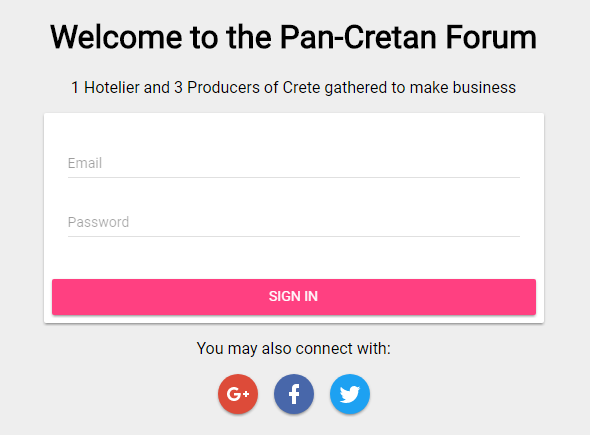 Welcome to the Pan-Cretan Forum
1 Hotelier and 3 Producers of Crete gathered to make business
Email
Password
SIGN IN
You may also connect with:
G+